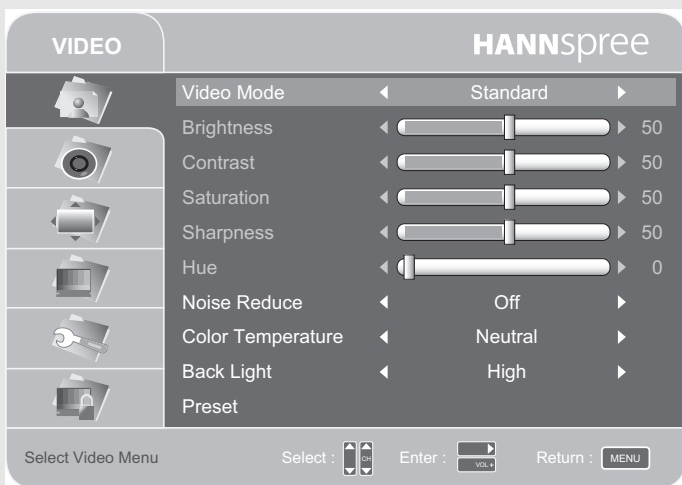 VIDEO
HANNspree
Video Mode Standard
Brightness 50
Contrast 50
Saturation 50
Sharpness 50
Hue 0
Noise Reduce Off
Color Temperature Neutral
Back Light High
Preset
Select Video Menu Select : CH Enter : VOL+ Return : MENU